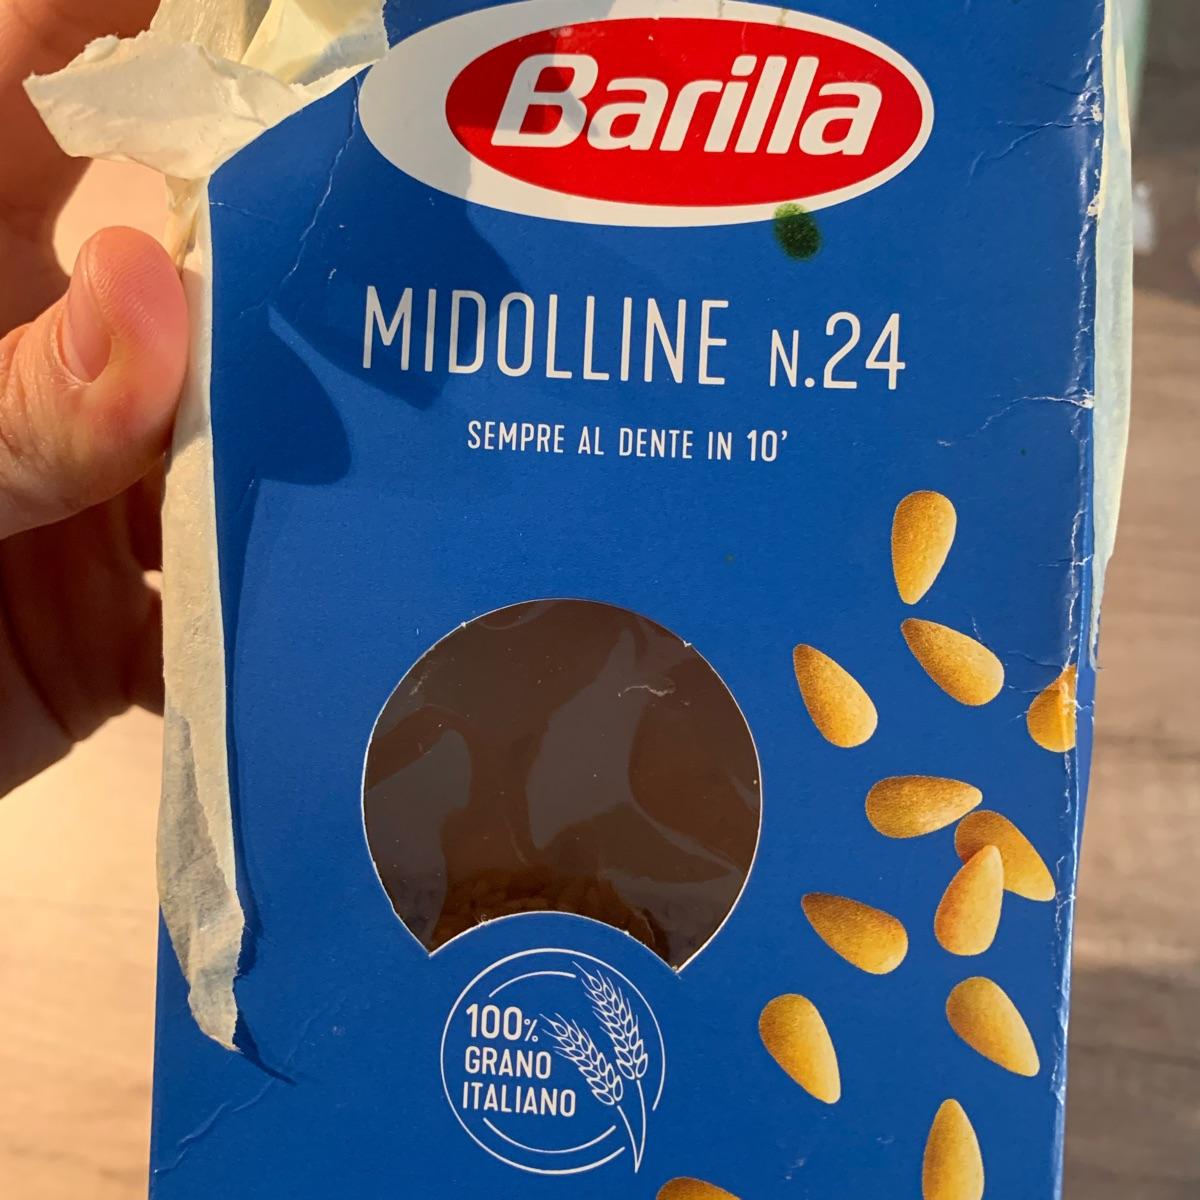 Barilla
MIDOLLINE N.24
SEMPRE AL DENTE IN 10’
100%
GRANO
ITALIANO